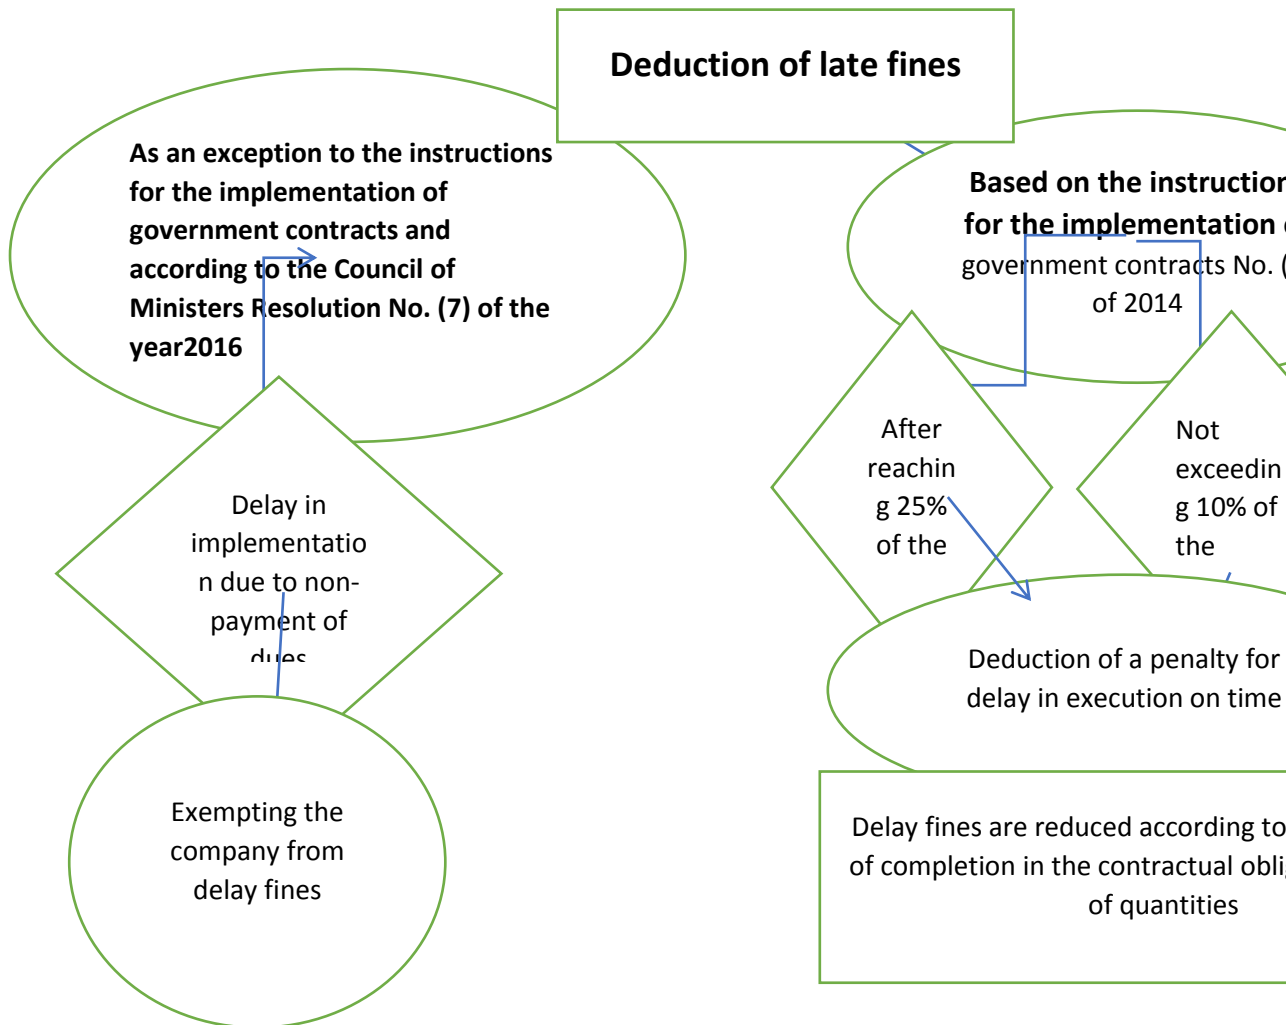 Deduction of late fines
As an exception to the instructions
for the implementation of
government contracts and
according to the Council of
Ministers Resolution No. (7) of the
year2016
Based on the instruction
for the implementation
government contracts No. (
of 2014
After
reachin
g 25%
of the
Not
exceedin
g 10% of
the
Delay in
implementatio
n due to non-
payment of
dues
Deduction of a penalty for
delay in execution on time
Exempting the
company from
delay fines
Delay fines are reduced according to
of completion in the contractual obli
of quantities